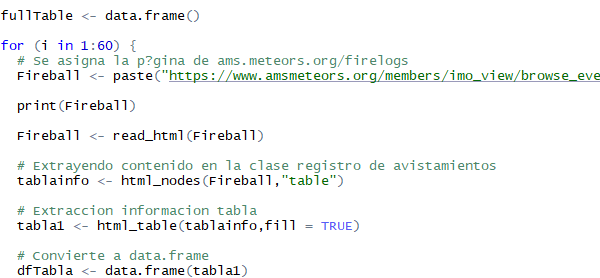 fullTable <- data.frame()
for (i in 1:60) {
# Se asigna la p?gina de ams.meteors.org/firelogs
Fireball <- paste("https://www.amsmeteors.org/members/imo_view/browse_eve
print(Fireball)
Fireball <- read_html(Fireball)
# Extrayendo contenido en la clase registro de avistamientos
tablainfo <- html_nodes(Fireball,"table")
# Extraccion informacion tabla
tabla1 <- html_table(tablainfo,fill = TRUE)
# Convierte a data.frame
dfTabla <- data.frame(tabla1)